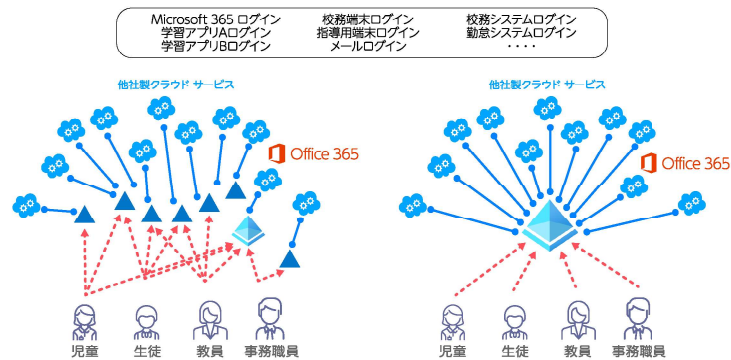 Microsoft 365 ログイン 校務端末ログイン 校務システムログイン
学習アプリAログイン 指導用端末ログイン 勤怠システムログイン
学習アプリBログイン メールログイン ・・・・
他社製クラウド サービス 他社製クラウド サービス
Office 365 Office 365
児童 生徒 教員 事務職員 児童 生徒 教員 事務職員